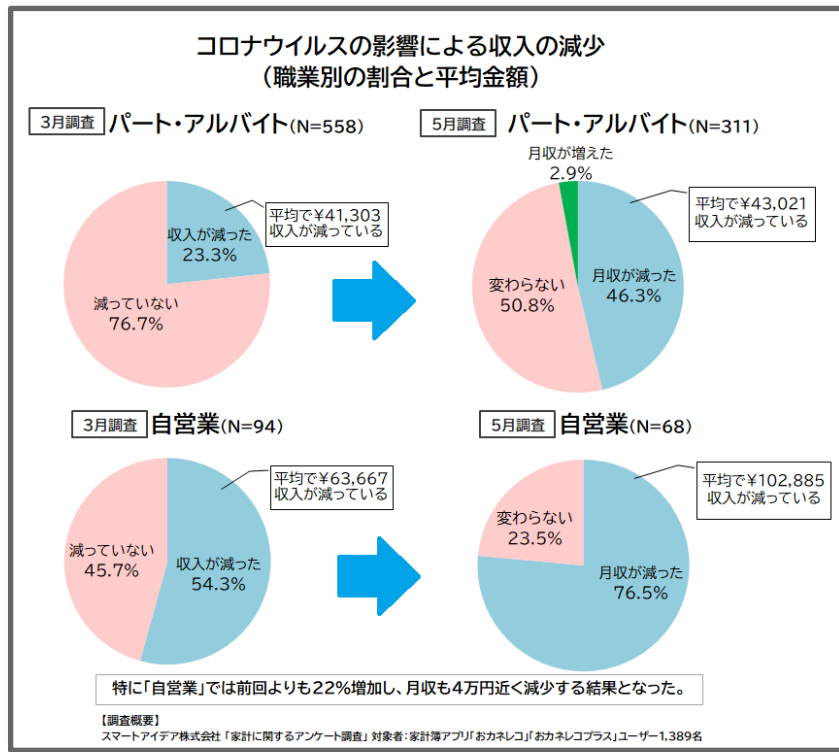 コロナウイルスの影響による収入の減少
（職業別の割合と平均金額）
3月調査 パート・アルバイト(N=558)
収入が減った
23.3%
減っていない
76.7%
平均で¥41,303
収入が減っている
5月調査 パート・アルバイト(N=311)
月収が増えた
2.9%
変わらない
50.8%
月収が減った
46.3%
平均で¥43,021
収入が減っている
3月調査 自営業(N=94)
減っていない
45.7%
収入が減った
54.3%
平均で¥63,667
収入が減っている
5月調査 自営業(N=68)
変わらない
23.5%
月収が減った
76.5%
平均で¥102,885
収入が減っている
特に「自営業」では前回よりも22%増加し、月収も4万円近く減少する結果となった。
【調査概要】
スマートアイデア株式会社 「家計に関するアンケート調査」 対象者：家計簿アプリ「おカネレコ」「おカネレコプラス」ユーザー1,389名